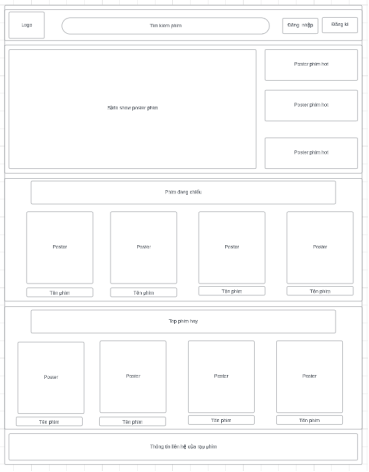 Logo
Tìm kiếm phim
Đăng nhập
Đăng kí
Slide show poster phim
Poster phim hot
Poster phim hot
Poster phim hot
Phim đang chiếu
Poster
Poster
Poster
Poster
Tên phim
Tên phim
Tên phim
Tên phim
Top phim hay
Poster
Poster
Poster
Poster
Tên phim
Tên phim
Tên phim
Tên phim
Thông tin liên hệ của rạp phim